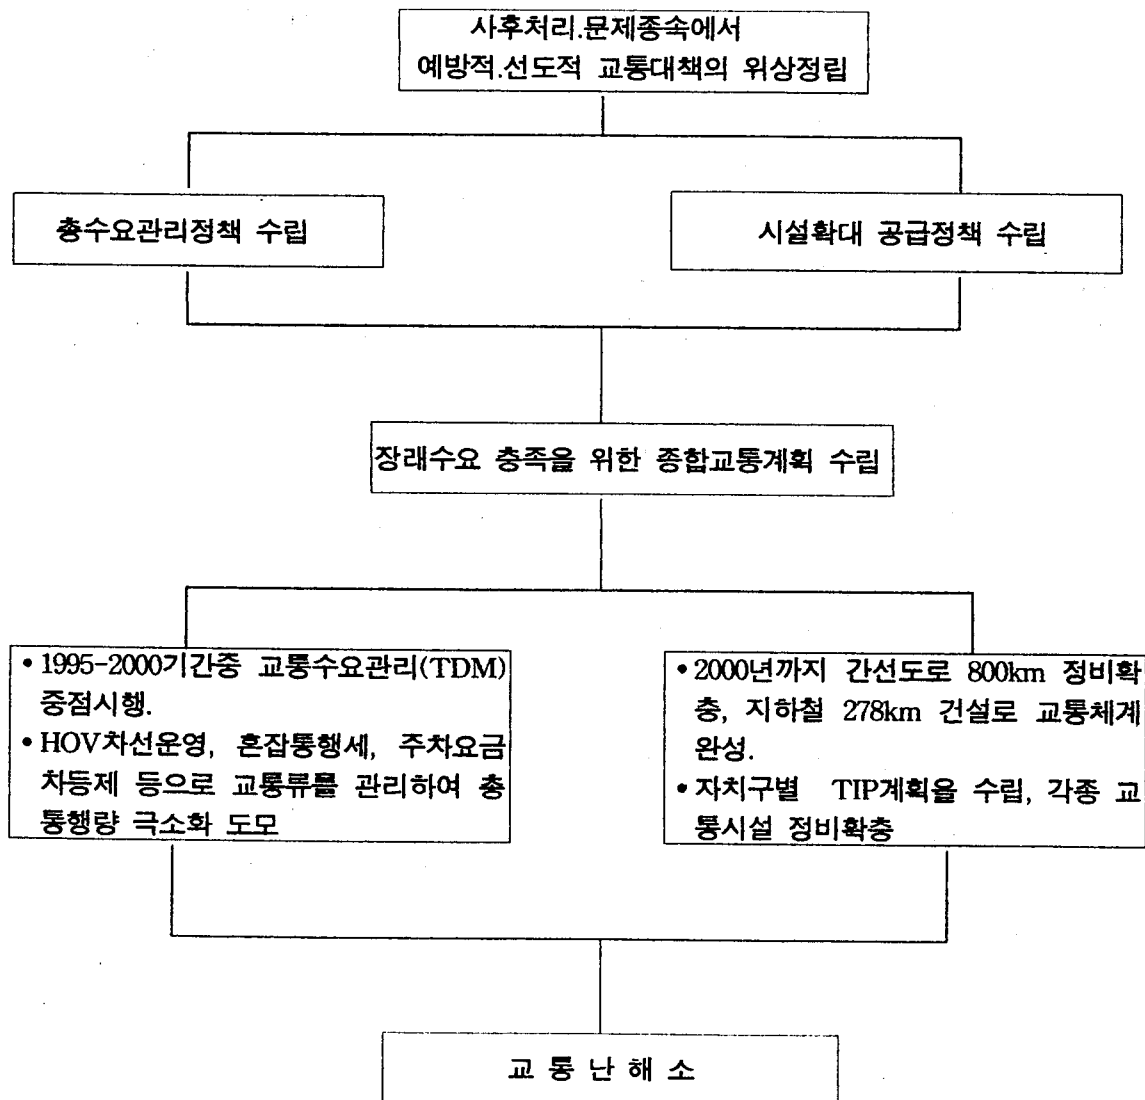 사후처리.문제종속에서
예방적.선도적 교통대책의 위상정립
총수요관리정책 수립
시설확대 공급정책 수립
장래수요 충족을 위한 종합교통계획 수립
• 1995-2000기간중 교통수요관리(TDM)
중점시행.
• HOV차선운영, 혼잡통행세, 주차요금
차등제 등으로 교통류를 관리하여 총
통행량 극소화 도모
• 2000년까지 간선도로 800km 정비확
충, 지하철 278km 건설로 교통체계
완성.
• 자치구별 TIP계획을 수립, 각종 교
통시설 정비확충
교 통 난 해 소